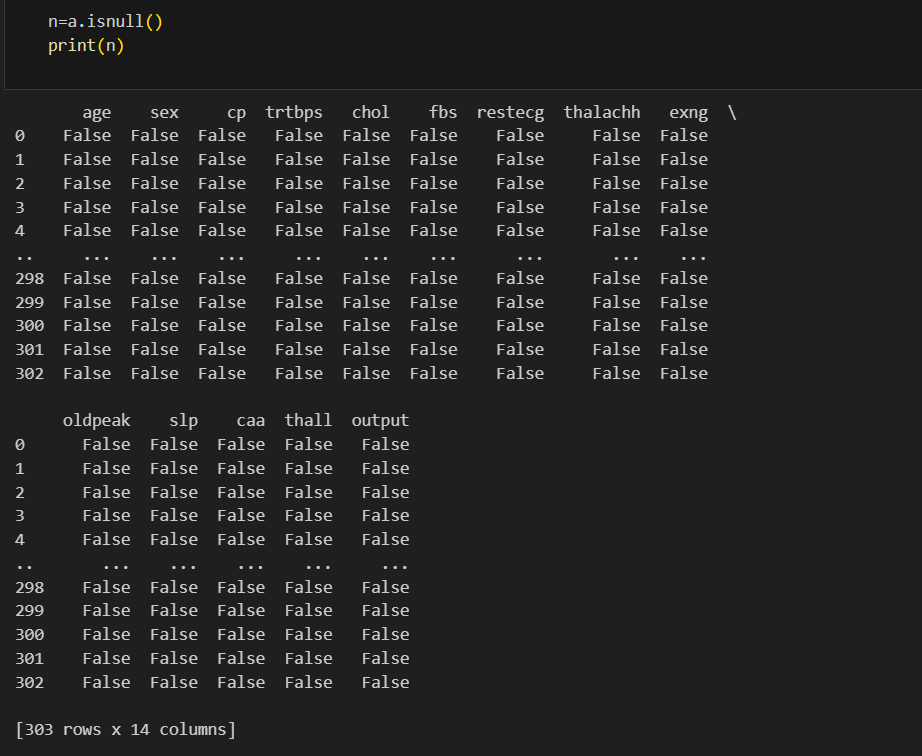 n=a.isnull()
print(n)
age sex cp trtbps chol fbs restecg thalachh exng \
0 False False False False False False False False False
1 False False False False False False False False False
2 False False False False False False False False False
3 False False False False False False False False False
4 False False False False False False False False False
.. ... ... ... ... ... ... ... ... ...
298 False False False False False False False False False
299 False False False False False False False False False
300 False False False False False False False False False
301 False False False False False False False False False
302 False False False False False False False False False
oldpeak slp caa thall output
0 False False False False False
1 False False False False False
2 False False False False False
3 False False False False False
4 False False False False False
.. ... ... ... ... ...
298 False False False False False
299 False False False False False
300 False False False False False
301 False False False False False
302 False False False False False
[303 rows x 14 columns]